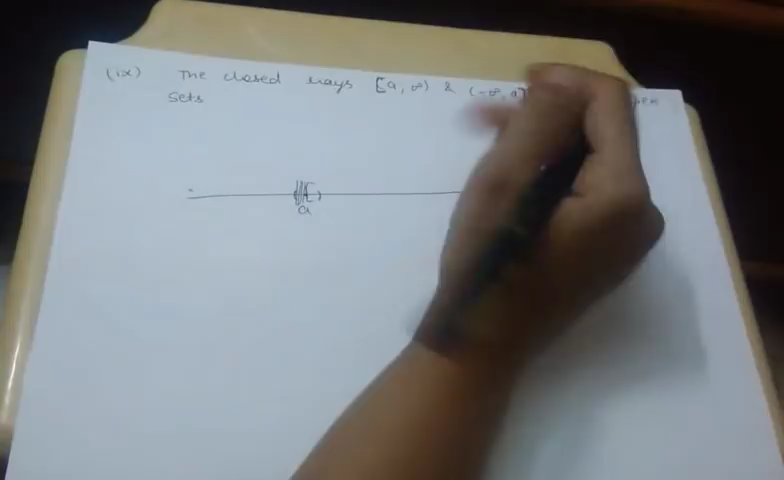 (ix) The closed rays [a, ∞) & (-∞, a]
sets
a